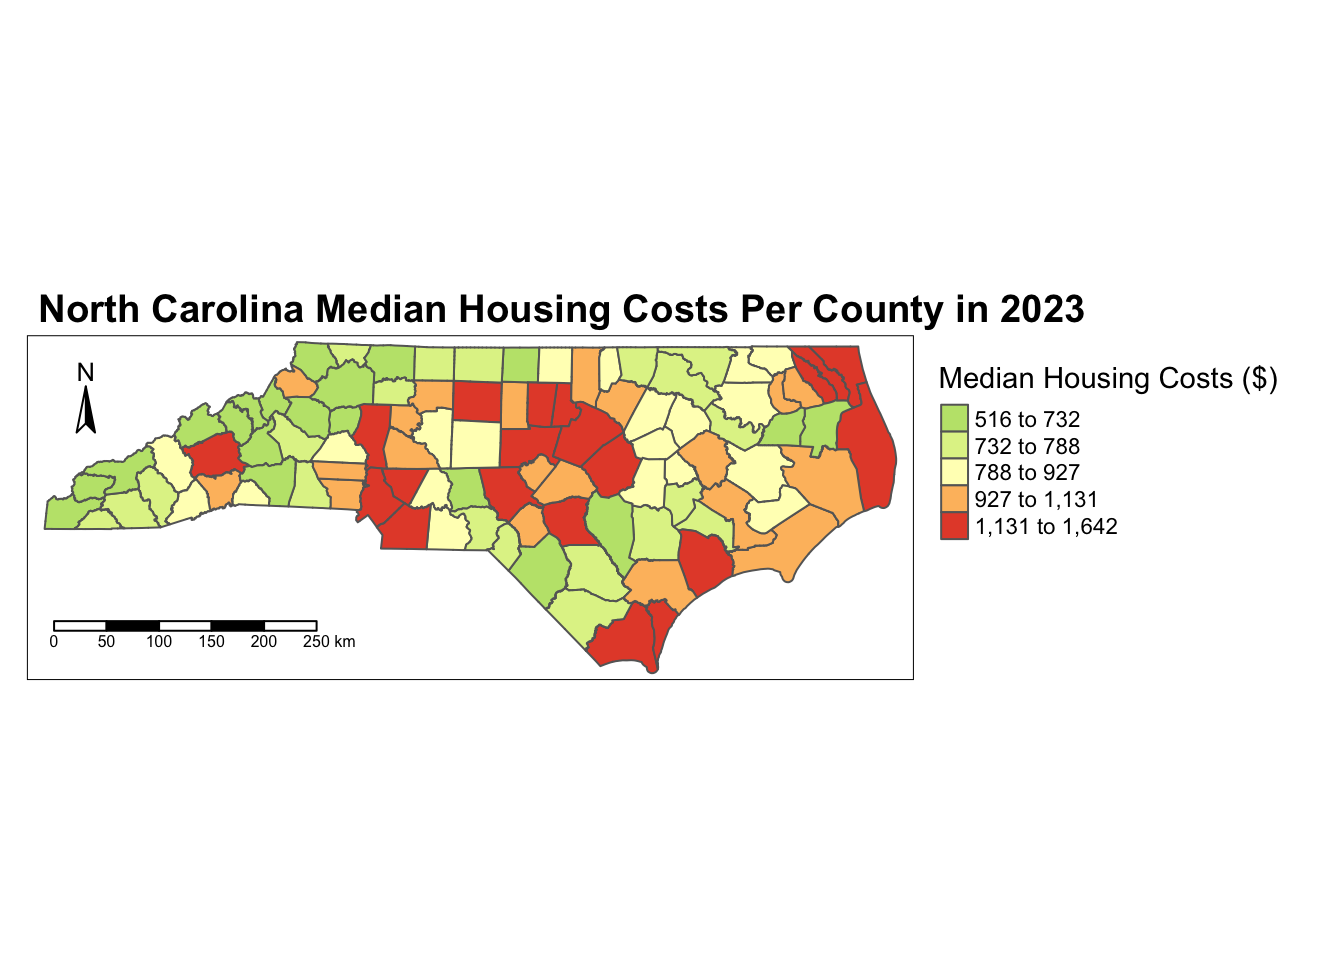 North Carolina Median Housing Costs Per County in 2023
N
Median Housing Costs ($)
516 to 732
732 to 788
788 to 927
927 to 1,131
1,131 to 1,642
0 50 100 150 200 250 km